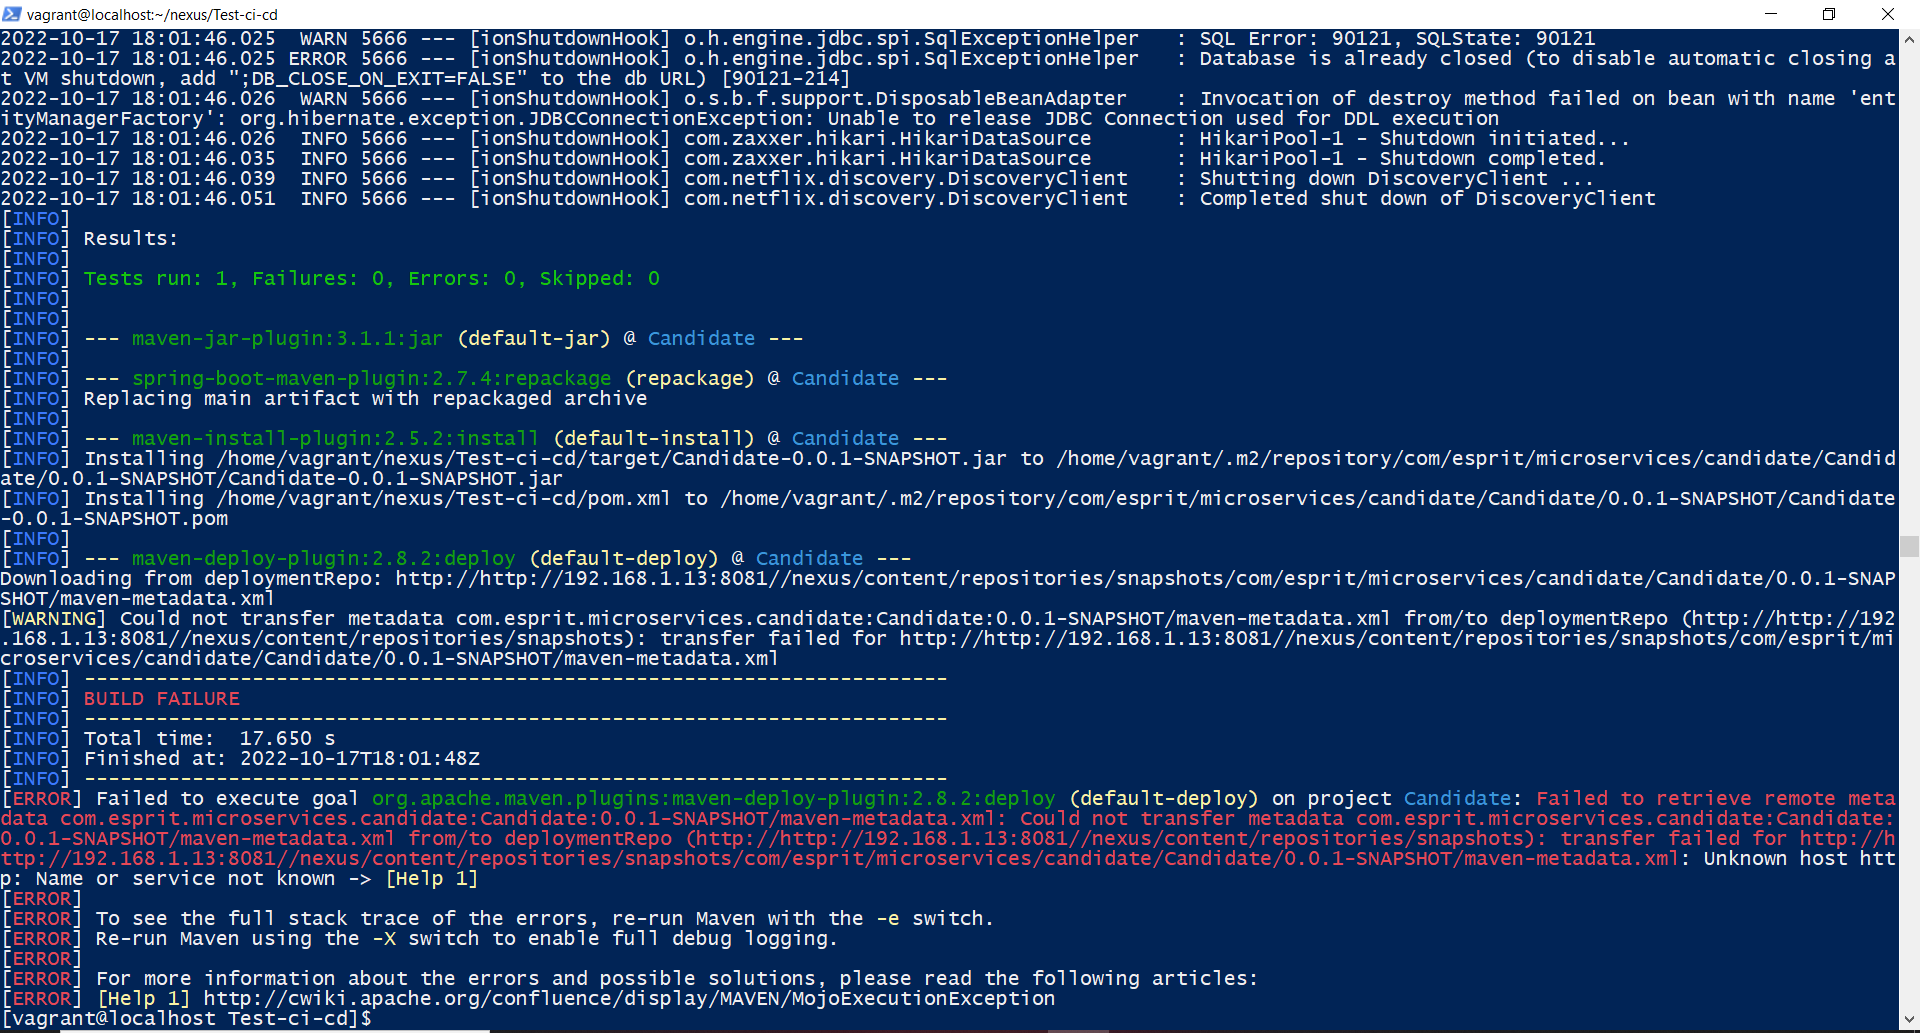 vagrant@localhost:~/nexus/Test-ci-cd
2022-10-17 18:01:46.025  WARN 5666 --- [ionShutdownHook] o.h.engine.jdbc.spi.SqlExceptionHelper   : SQL Error: 90121, SQLState: 90121
2022-10-17 18:01:46.025 ERROR 5666 --- [ionShutdownHook] o.h.engine.jdbc.spi.SqlExceptionHelper   : Database is already closed (to disable automatic closing a
t VM shutdown, add ";DB_CLOSE_ON_EXIT=FALSE" to the db URL) [90121-214]
2022-10-17 18:01:46.026  WARN 5666 --- [ionShutdownHook] o.s.b.f.support.DisposableBeanAdapter    : Invocation of destroy method failed on bean with name 'ent
ityManagerFactory': org.hibernate.exception.JDBCConnectionException: Unable to release JDBC Connection used for DDL execution
2022-10-17 18:01:46.026  INFO 5666 --- [ionShutdownHook] com.zaxxer.hikari.HikariDataSource       : HikariPool-1 - Shutdown initiated...
2022-10-17 18:01:46.035  INFO 5666 --- [ionShutdownHook] com.zaxxer.hikari.HikariDataSource       : HikariPool-1 - Shutdown completed.
2022-10-17 18:01:46.039  INFO 5666 --- [ionShutdownHook] com.netflix.discovery.DiscoveryClient    : Shutting down DiscoveryClient ...
2022-10-17 18:01:46.051  INFO 5666 --- [ionShutdownHook] com.netflix.discovery.DiscoveryClient    : Completed shut down of DiscoveryClient
[INFO]
[INFO] Results:
[INFO]
[INFO] Tests run: 1, Failures: 0, Errors: 0, Skipped: 0
[INFO]
[INFO]
[INFO] --- maven-jar-plugin:3.1.1:jar (default-jar) @ Candidate ---
[INFO]
[INFO] --- spring-boot-maven-plugin:2.7.4:repackage (repackage) @ Candidate ---
[INFO] Replacing main artifact with repackaged archive
[INFO]
[INFO] --- maven-install-plugin:2.5.2:install (default-install) @ Candidate ---
[INFO] Installing /home/vagrant/nexus/Test-ci-cd/target/Candidate-0.0.1-SNAPSHOT.jar to /home/vagrant/.m2/repository/com/esprit/microservices/candidate/Candid
ate/0.0.1-SNAPSHOT/Candidate-0.0.1-SNAPSHOT.jar
[INFO] Installing /home/vagrant/nexus/Test-ci-cd/pom.xml to /home/vagrant/.m2/repository/com/esprit/microservices/candidate/Candidate/0.0.1-SNAPSHOT/Candidate
-0.0.1-SNAPSHOT.pom
[INFO]
[INFO] --- maven-deploy-plugin:2.8.2:deploy (default-deploy) @ Candidate ---
Downloading from deploymentRepo: http://http://192.168.1.13:8081//nexus/content/repositories/snapshots/com/esprit/microservices/candidate/Candidate/0.0.1-SNAP
SHOT/maven-metadata.xml
[WARNING] Could not transfer metadata com.esprit.microservices.candidate:Candidate:0.0.1-SNAPSHOT/maven-metadata.xml from/to deploymentRepo (http://http://192
.168.1.13:8081//nexus/content/repositories/snapshots): transfer failed for http://http://192.168.1.13:8081//nexus/content/repositories/snapshots/com/esprit/mi
croservices/candidate/Candidate/0.0.1-SNAPSHOT/maven-metadata.xml
[INFO] ------------------------------------------------------------------------
[INFO] BUILD FAILURE
[INFO] ------------------------------------------------------------------------
[INFO] Total time:  17.650 s
[INFO] Finished at: 2022-10-17T18:01:48Z
[INFO] ------------------------------------------------------------------------
[ERROR] Failed to execute goal org.apache.maven.plugins:maven-deploy-plugin:2.8.2:deploy (default-deploy) on project Candidate: Failed to retrieve remote meta
data com.esprit.microservices.candidate:Candidate:0.0.1-SNAPSHOT/maven-metadata.xml: Could not transfer metadata com.esprit.microservices.candidate:Candidate:
0.0.1-SNAPSHOT/maven-metadata.xml from/to deploymentRepo (http://http://192.168.1.13:8081//nexus/content/repositories/snapshots): transfer failed for http://h
ttp://192.168.1.13:8081//nexus/content/repositories/snapshots/com/esprit/microservices/candidate/Candidate/0.0.1-SNAPSHOT/maven-metadata.xml: Unknown host htt
p: Name or service not known -> [Help 1]
[ERROR]
[ERROR] To see the full stack trace of the errors, re-run Maven with the -e switch.
[ERROR] Re-run Maven using the -X switch to enable full debug logging.
[ERROR]
[ERROR] For more information about the errors and possible solutions, please read the following articles:
[ERROR] [Help 1] http://cwiki.apache.org/confluence/display/MAVEN/MojoExecutionException
[vagrant@localhost Test-ci-cd]$